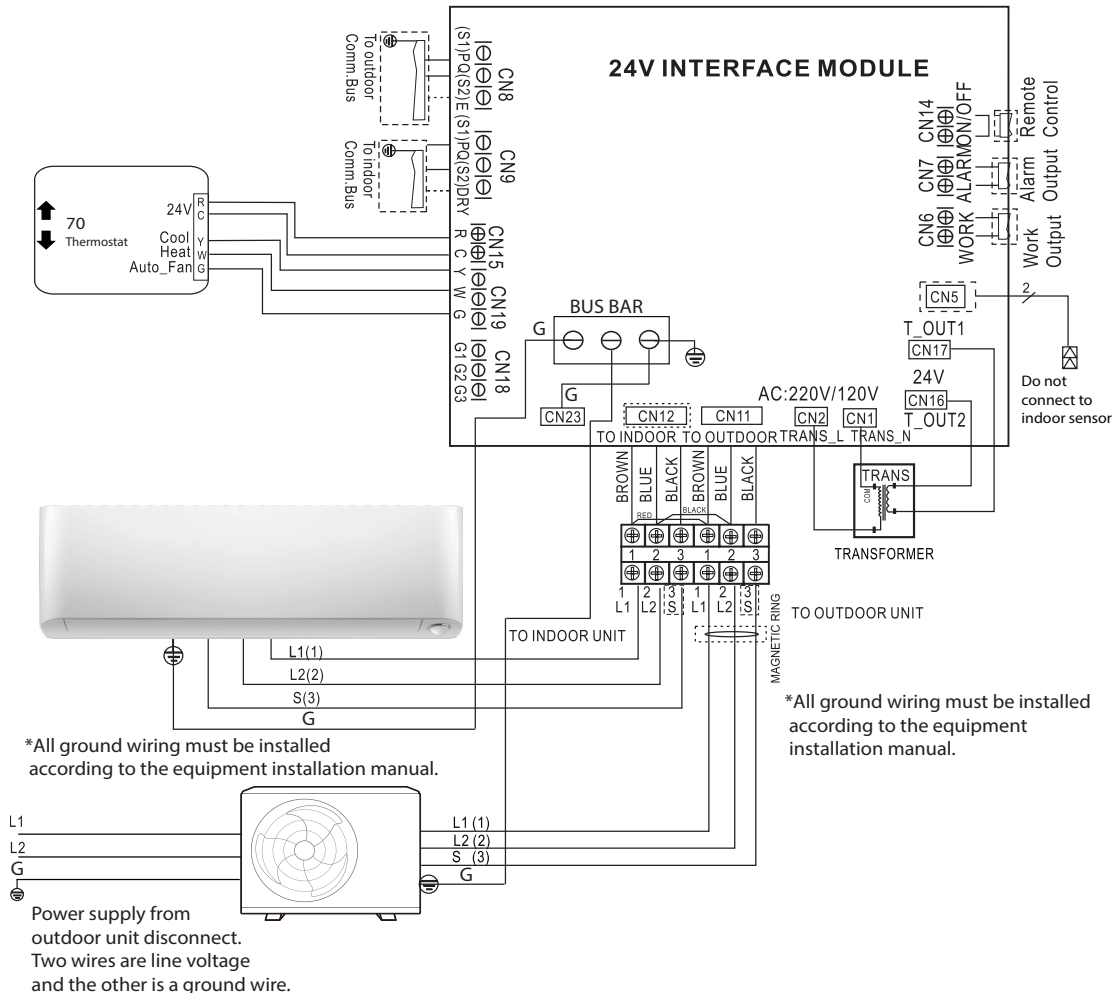 24V INTERFACE MODULE
To outdoor
Comm.Bus
(S1)PQ(S2)E
CN8
To indoor
Comm.Bus
(S1)PQ(S2)DRY
CN9
70
Thermostat
24V
R
C
Cool Y
Heat W
Auto_Fan G
R C Y W G
CN15
CN19
G1 G2 G3
CN18
CN14
ON/OFF
Remote
Control
CN7
ALARM
Alarm
Output
CN6
WORK
Work
Output
CN5
2
Do not
connect to
indoor sensor
T_OUT1
CN17
24V
CN16
T_OUT2
BUS BAR
G
G
CN23
CN12
CN11
AC:220V/120V
CN2
CN1
TO INDOOR TO OUTDOOR TRANS_L TRANS_N
BROWN BLUE BLACK BROWN BLUE BLACK
RED
BLACK
TRANS
COM
TRANSFORMER
1 2 3 1 2 3
1 2 3 1 2 3
L1 L2 S L1 L2 S
TO INDOOR UNIT
TO OUTDOOR UNIT
MAGNETIC RING
L1(1)
L2(2)
S(3)
G
*All ground wiring must be installed
according to the equipment installation manual.
*All ground wiring must be installed
according to the equipment
installation manual.
L1
L2
G
L1 (1)
L2 (2)
S (3)
G
Power supply from
outdoor unit disconnect.
Two wires are line voltage
and the other is a ground wire.